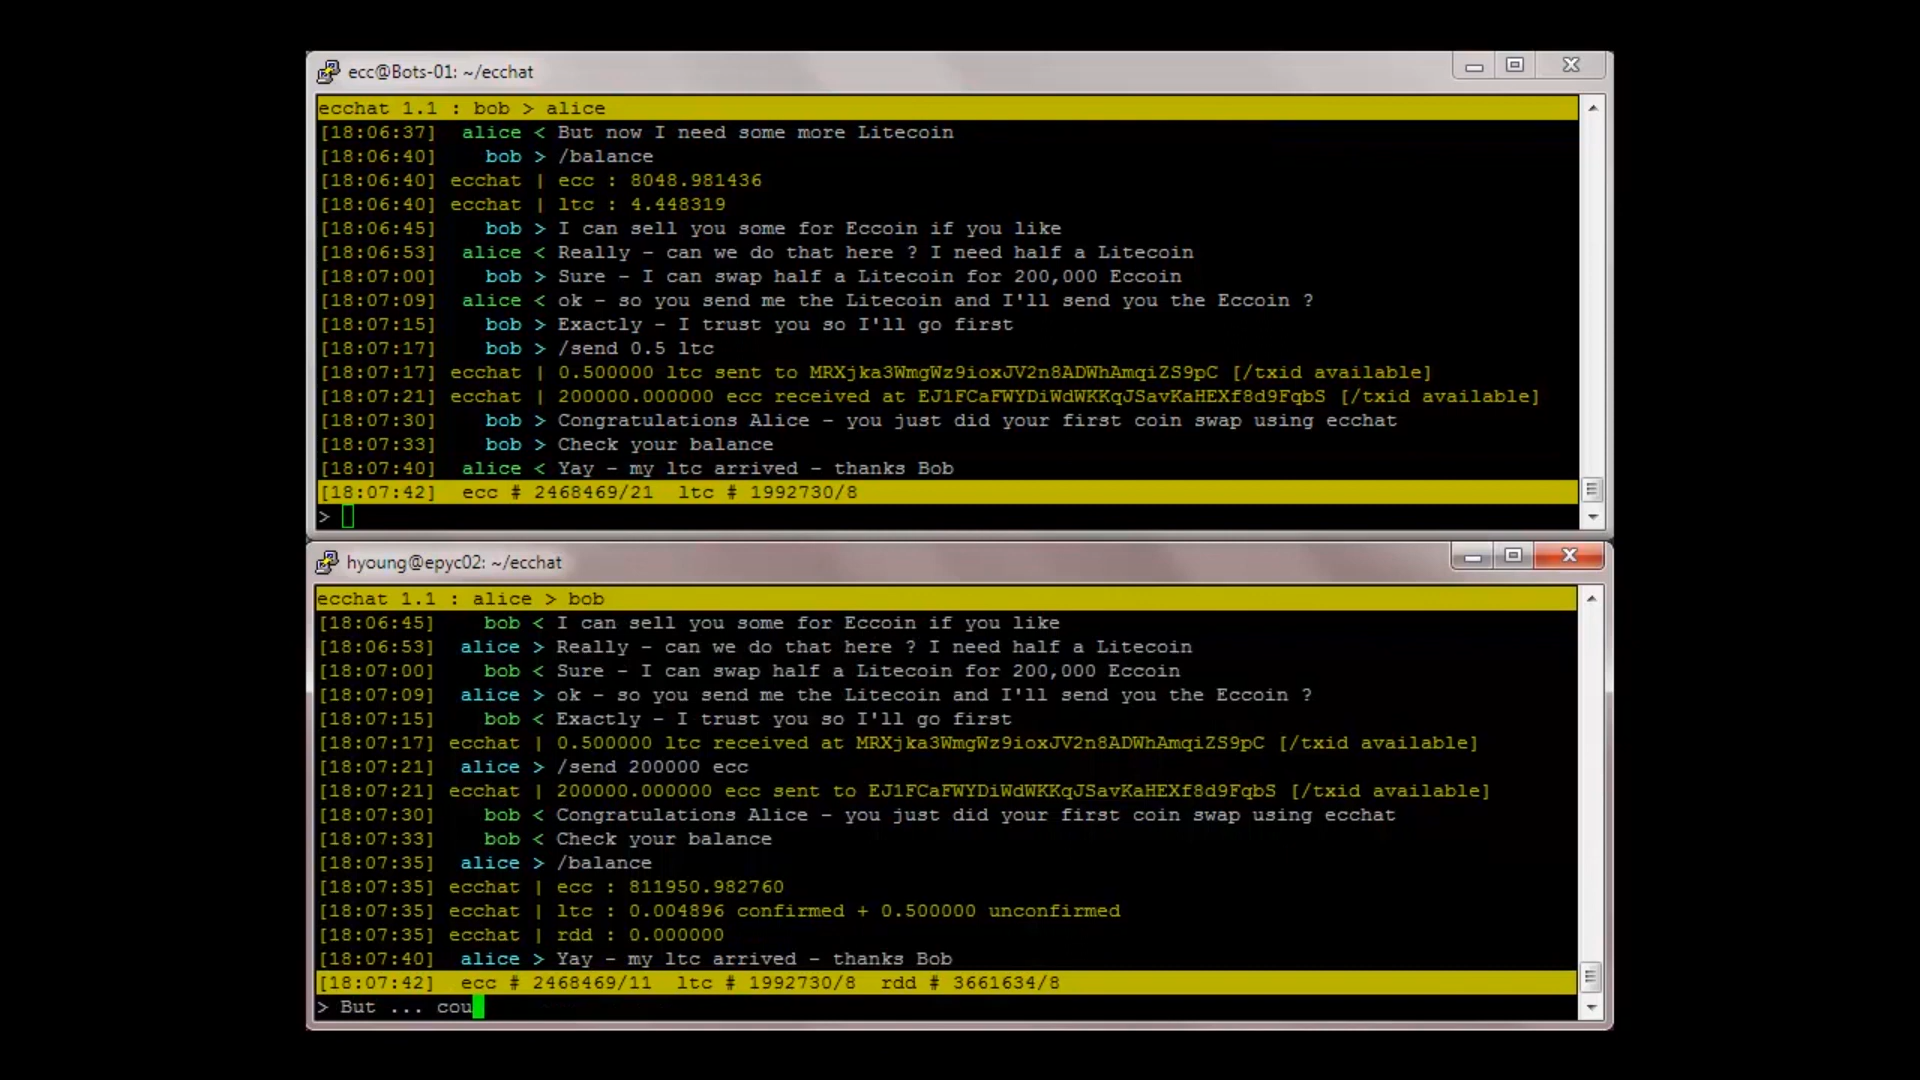 ecc@Bots-01: ~/ecchat
ecchat 1.1 : bob > alice
[18:06:37] alice < But now I need some more Litecoin
[18:06:40] bob > /balance
[18:06:40] ecchat | ecc : 8048.981436
[18:06:40] ecchat | ltc : 4.448319
[18:06:45] bob > I can sell you some for Eccoin if you like
[18:06:53] alice < Really - can we do that here ? I need half a Litecoin
[18:07:00] bob > Sure - I can swap half a Litecoin for 200,000 Eccoin
[18:07:09] alice < ok - so you send me the Litecoin and I'll send you the Eccoin ?
[18:07:15] bob > Exactly - I trust you so I'll go first
[18:07:17] bob > /send 0.5 ltc
[18:07:17] ecchat | 0.500000 ltc sent to MRXjka3WmgWz9ioxJV2n8ADWhAmqiZS9pC [/txid available]
[18:07:21] ecchat | 200000.000000 ecc received at EJ1FCaFWYDiWdWKKqJSavKaHEXf8d9FqbS [/txid available]
[18:07:30] bob > Congratulations Alice - you just did your first coin swap using ecchat
[18:07:33] bob > Check your balance
[18:07:40] alice < Yay - my ltc arrived - thanks Bob
[18:07:42] ecc # 2468469/21 ltc # 1992730/8
>
hyoung@epyc02: ~/ecchat
ecchat 1.1 : alice > bob
[18:06:45] bob < I can sell you some for Eccoin if you like
[18:06:53] alice > Really - can we do that here ? I need half a Litecoin
[18:07:00] bob < Sure - I can swap half a Litecoin for 200,000 Eccoin
[18:07:09] alice > ok - so you send me the Litecoin and I'll send you the Eccoin ?
[18:07:15] bob < Exactly - I trust you so I'll go first
[18:07:17] ecchat | 0.500000 ltc received at MRXjka3WmgWz9ioxJV2n8ADWhAmqiZS9pC [/txid available]
[18:07:21] alice > /send 200000 ecc
[18:07:21] ecchat | 200000.000000 ecc sent to EJ1FCaFWYDiWdWKKqJSavKaHEXf8d9FqbS [/txid available]
[18:07:30] bob < Congratulations Alice - you just did your first coin swap using ecchat
[18:07:33] bob < Check your balance
[18:07:35] alice > /balance
[18:07:35] ecchat | ecc : 811950.982760
[18:07:35] ecchat | ltc : 0.004896 confirmed + 0.500000 unconfirmed
[18:07:35] ecchat | rdd : 0.000000
[18:07:40] alice > Yay - my ltc arrived - thanks Bob
[18:07:42] ecc # 2468469/11 ltc # 1992730/8 rdd # 3661634/8
> But ... cou